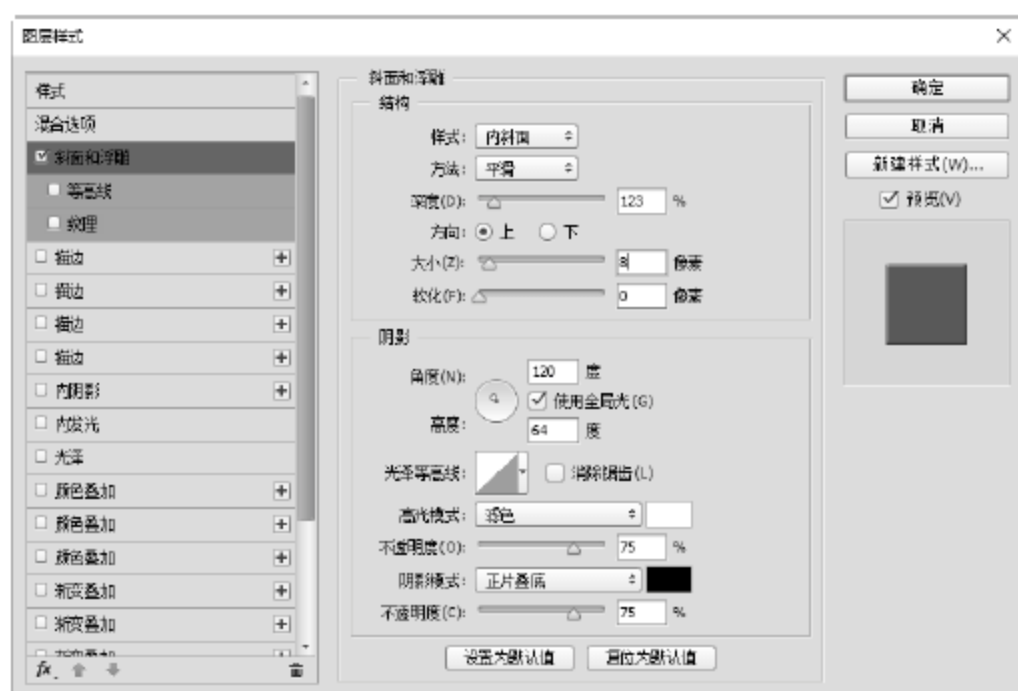 图层样式
样式
混合选项
斜面和浮雕
等高线
纹理
描边
描边
描边
描边
内阴影
内发光
光泽
颜色叠加
颜色叠加
颜色叠加
渐变叠加
渐变叠加
渐变叠加
fx
斜面和浮雕
结构
样式: 内斜面
方法: 平滑
深度(D): 123 %
方向: 上 下
大小(Z): 8 像素
软化(F): 0 像素
阴影
角度(N): 120 度
使用全局光(G)
高度: 64 度
光泽等高线: 消除锯齿(L)
高光模式: 滤色
不透明度(O): 75 %
阴影模式: 正片叠底
不透明度(C): 75 %
设置为默认值 复位为默认值
确定
取消
新建样式(W)...
预览(V)